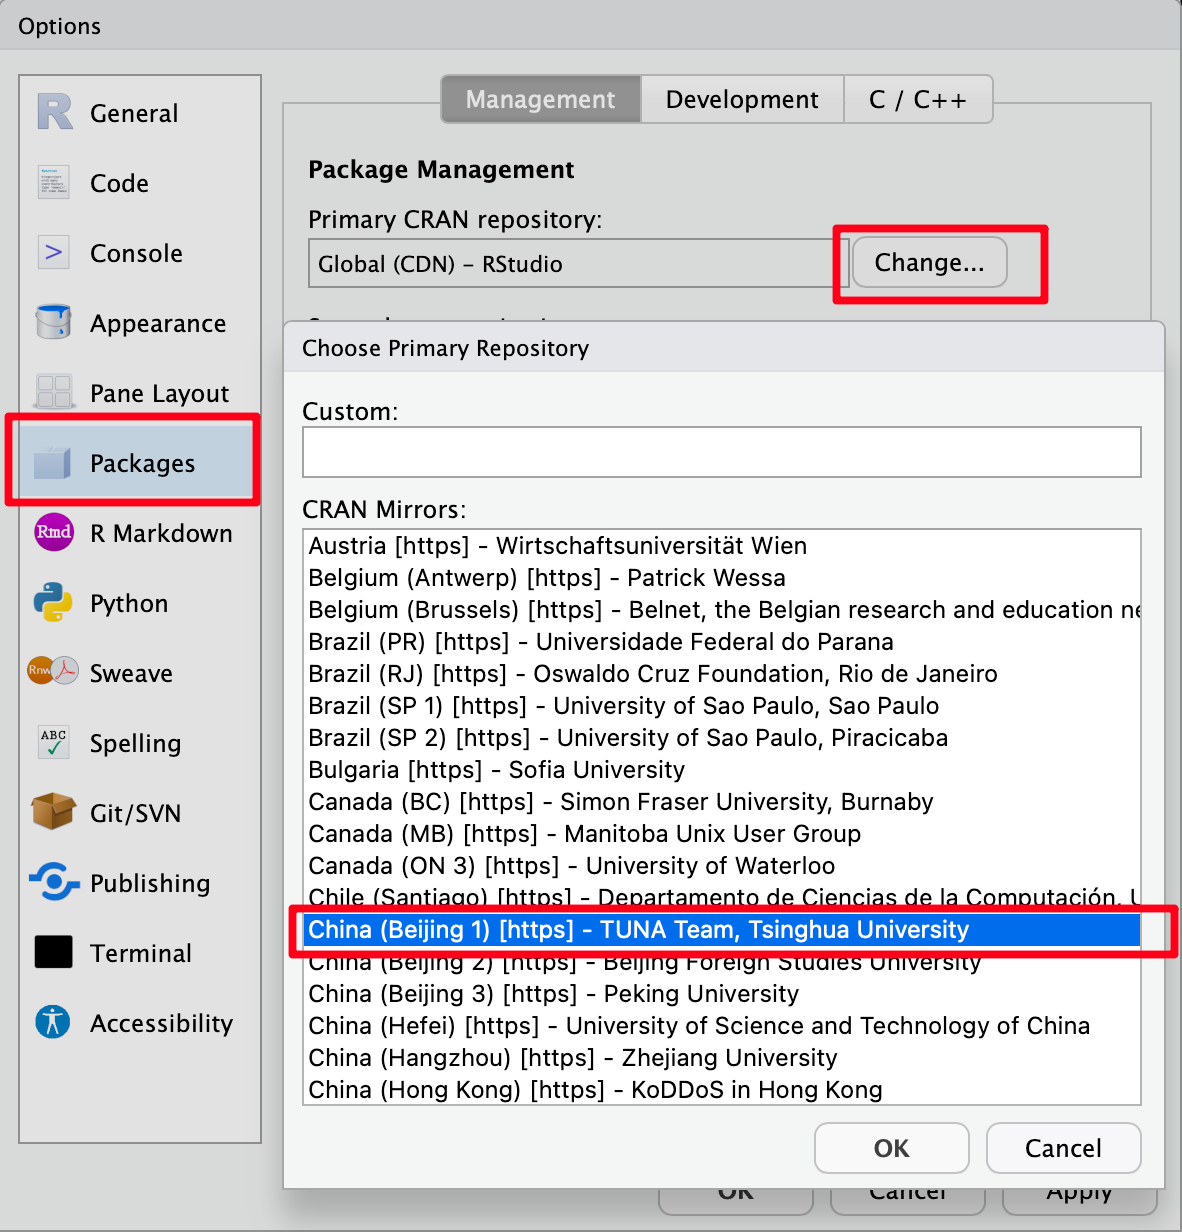 Options
General
Code
Console
Appearance
Pane Layout
Packages
R Markdown
Python
Sweave
Spelling
Git/SVN
Publishing
Terminal
Accessibility
Rmd
Rnw
ABC
Management
Development
C / C++
Package Management
Primary CRAN repository:
Global (CDN) – RStudio
Change...
Choose Primary Repository
Custom:
CRAN Mirrors:
Austria [https] - Wirtschaftsuniversität Wien
Belgium (Antwerp) [https] - Patrick Wessa
Belgium (Brussels) [https] - Belnet, the Belgian research and education ne
Brazil (PR) [https] - Universidade Federal do Parana
Brazil (RJ) [https] - Oswaldo Cruz Foundation, Rio de Janeiro
Brazil (SP 1) [https] - University of Sao Paulo, Sao Paulo
Brazil (SP 2) [https] - University of Sao Paulo, Piracicaba
Bulgaria [https] - Sofia University
Canada (BC) [https] - Simon Fraser University, Burnaby
Canada (MB) [https] - Manitoba Unix User Group
Canada (ON 3) [https] - University of Waterloo
Chile (Santiago) [https] - Departamento de Ciencias de la Computación, U
China (Beijing 1) [https] - TUNA Team, Tsinghua University
China (Beijing 2) [https] - Beijing Foreign Studies University
China (Beijing 3) [https] - Peking University
China (Hefei) [https] - University of Science and Technology of China
China (Hangzhou) [https] - Zhejiang University
China (Hong Kong) [https] - KoDDoS in Hong Kong
OK
Cancel
OK
Cancel
Apply